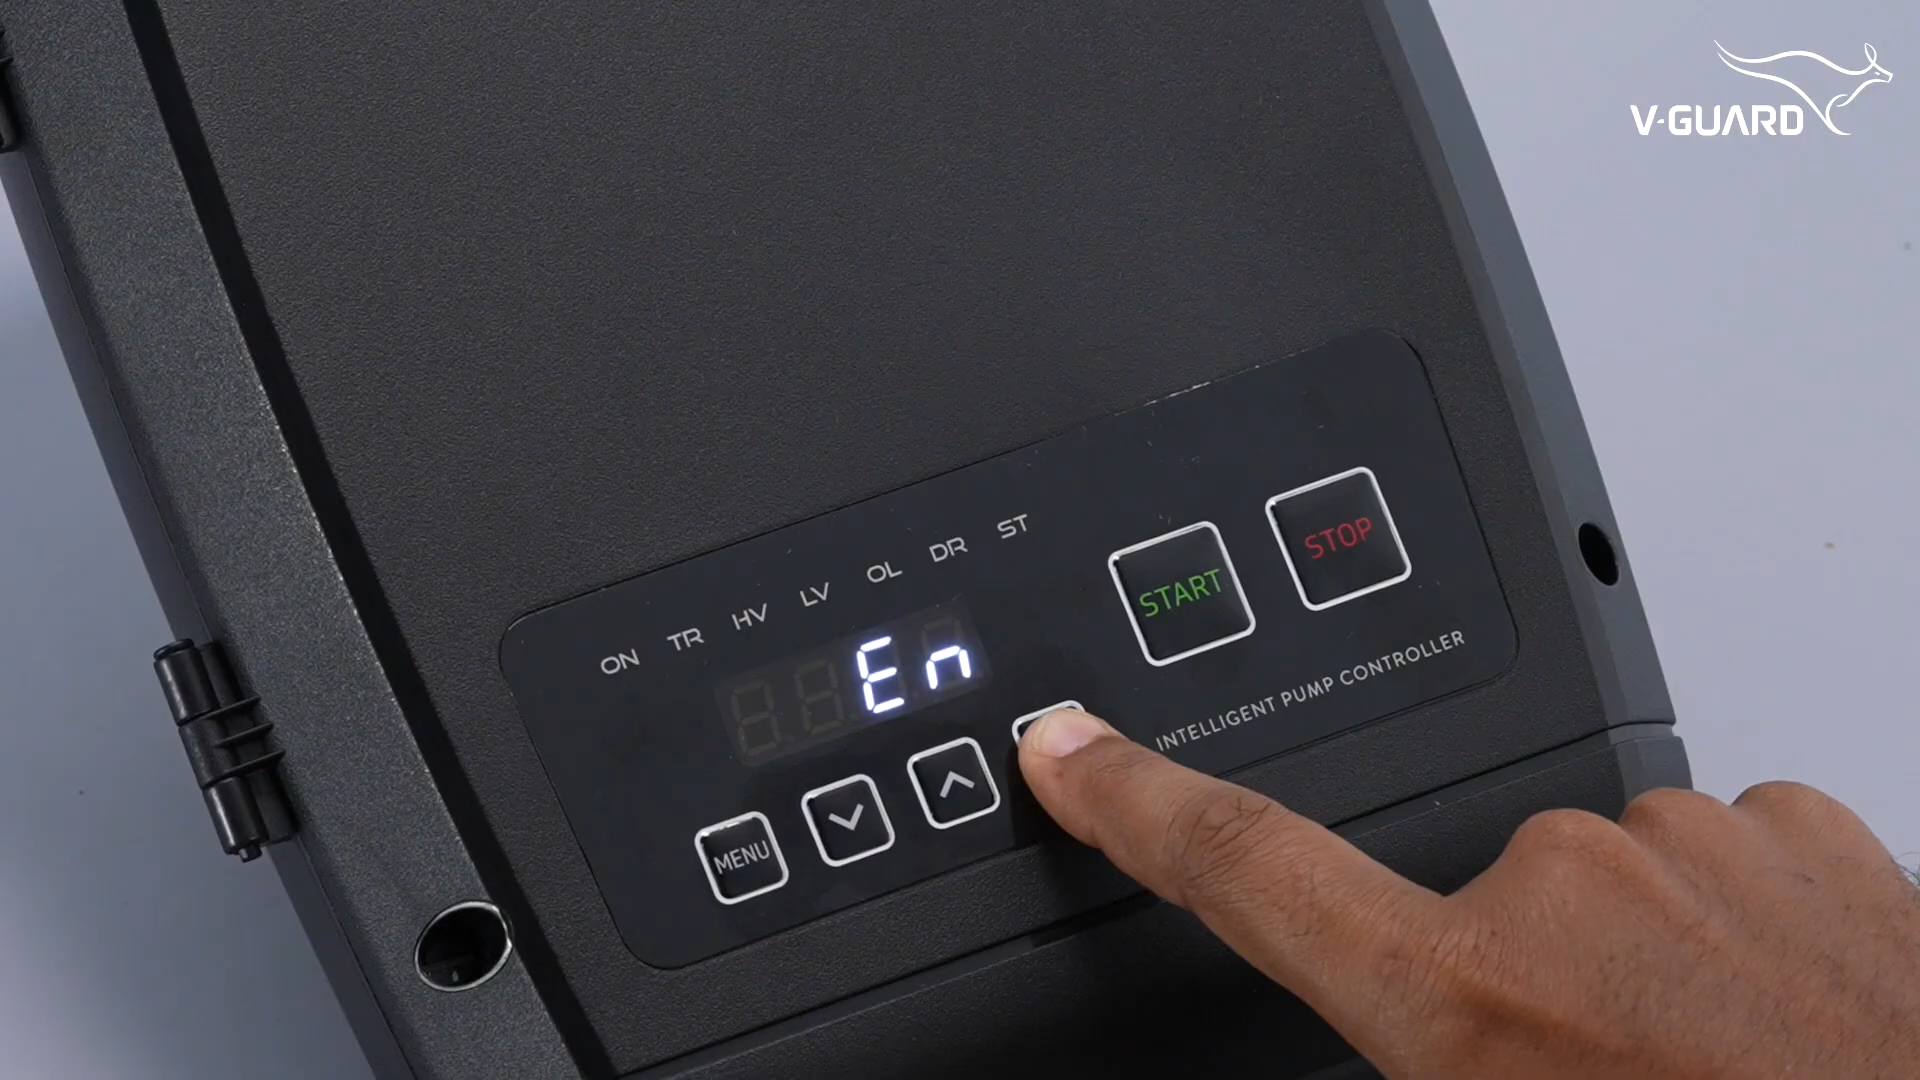 V-GUARD
ON TR HV LV OL DR ST
En
START
STOP
MENU
INTELLIGENT PUMP CONTROLLER